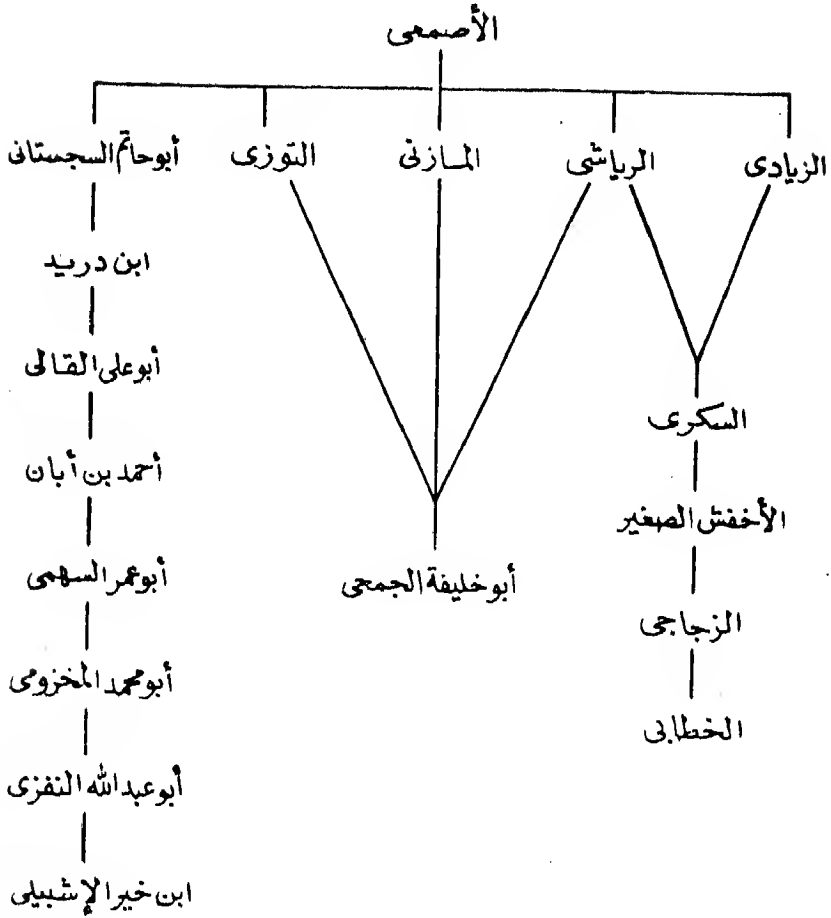 الأصمعى
الزيادى الرياشى المازنى التوزى أبو حاتم السجستانى
ابن دريد
أبو على القالى
السكرى
أحمد بن أبان
الأخفش الصغير
أبو عمر السهمى
أبو خليفة الجمحى
الزجاجى
أبو محمد المخزومى
الخطابى
أبو عبد الله النفزى
ابن خير الإشبيلى